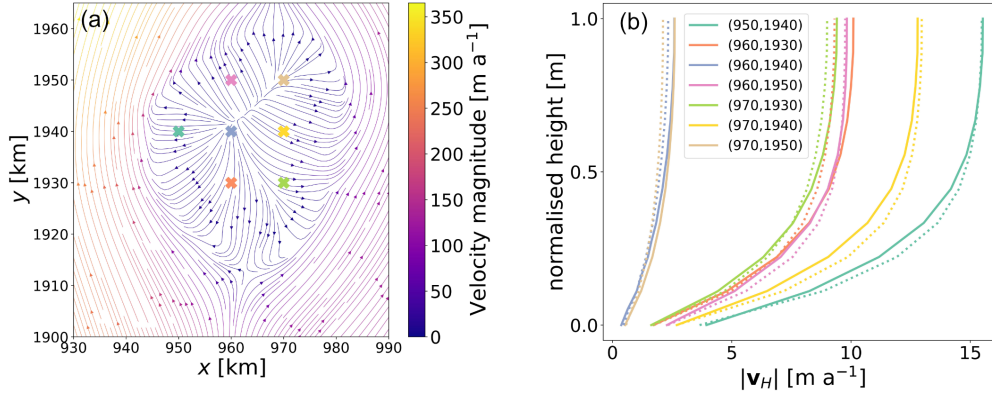 (a)
1960
1950
1940
1930
1920
1910
1900
y [km]
930 940 950 960 970 980 990
x [km]
350
300
250
200
150
100
50
0
Velocity magnitude [m a⁻¹]
(b)
1.0
0.5
0.0
normalised height [m]
(950,1940)
(960,1930)
(960,1940)
(960,1950)
(970,1930)
(970,1940)
(970,1950)
0 5 10 15
|v_H| [m a⁻¹]